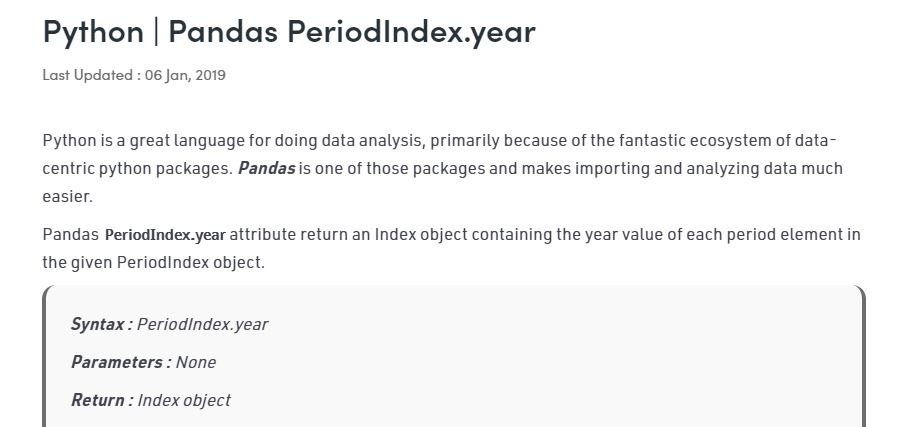 Python | Pandas PeriodIndex.year
Last Updated : 06 Jan, 2019
Python is a great language for doing data analysis, primarily because of the fantastic ecosystem of data-
centric python packages. Pandas is one of those packages and makes importing and analyzing data much
easier.
Pandas PeriodIndex.year attribute return an Index object containing the year value of each period element in
the given PeriodIndex object.
Syntax : PeriodIndex.year
Parameters : None
Return : Index object